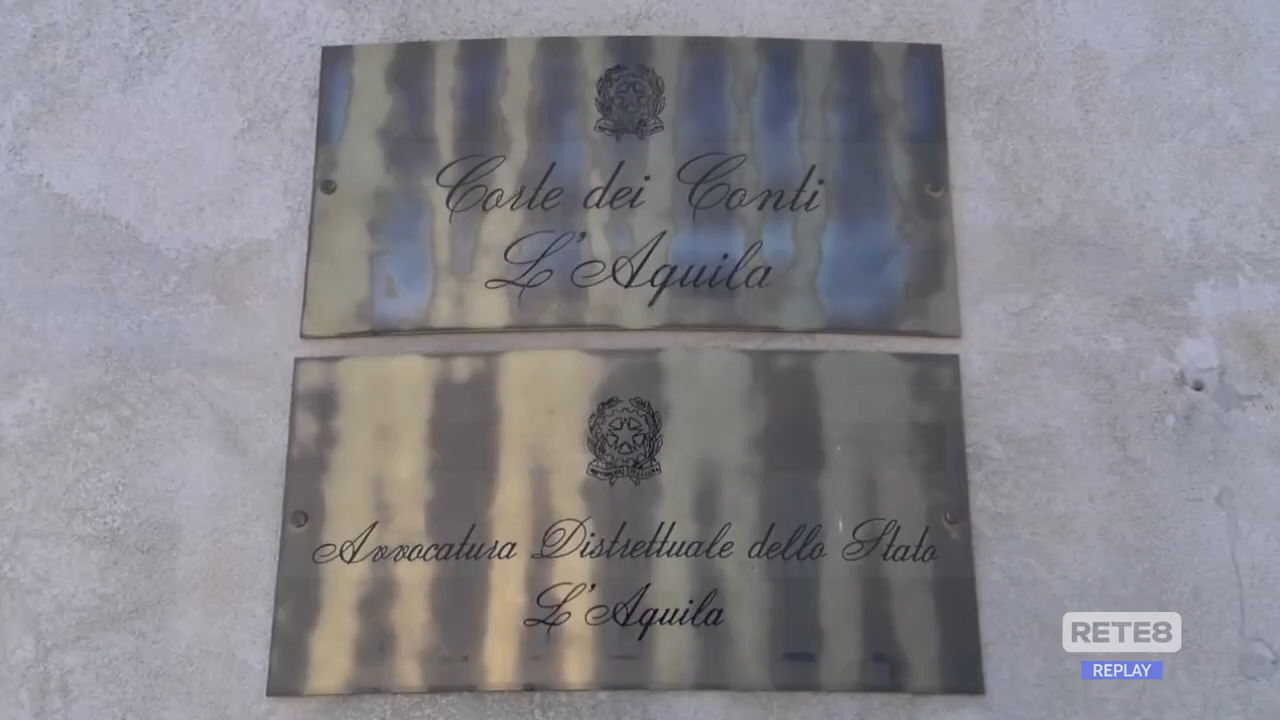 Corte dei Conti
L'Aquila
Avvocatura Distrettuale dello Stato
L'Aquila
RETE8
REPLAY